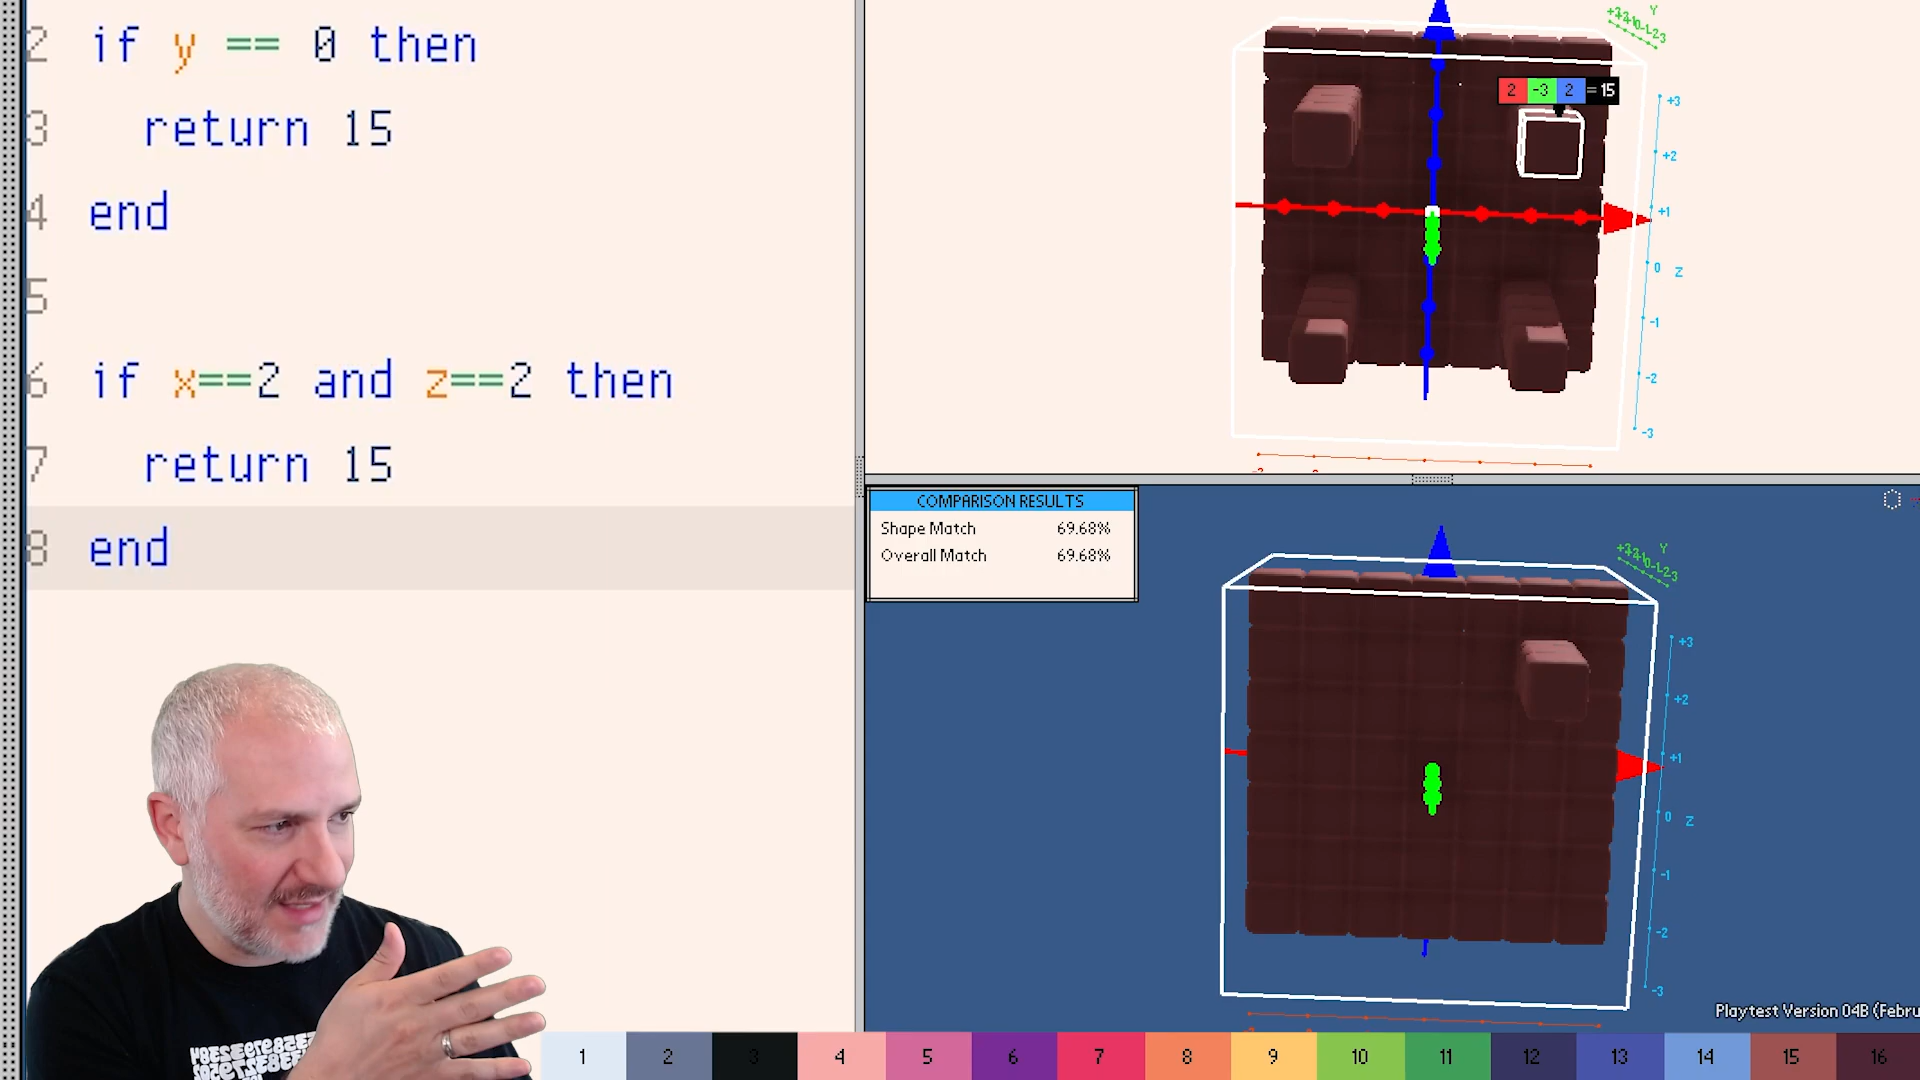 2 if y == 0 then
3 return 15
4 end
5
6 if x==2 and z==2 then
7 return 15
8 end
2 -3 2 = 15
Y
+3
+2
+1
0 Z
-1
-2
-3
COMPARISON RESULTS
Shape Match 69.68%
Overall Match 69.68%
Y
+3
+2
+1
0 Z
-1
-2
-3
Playtest Version 04B (Febru
1 2 3 4 5 6 7 8 9 10 11 12 13 14 15 16